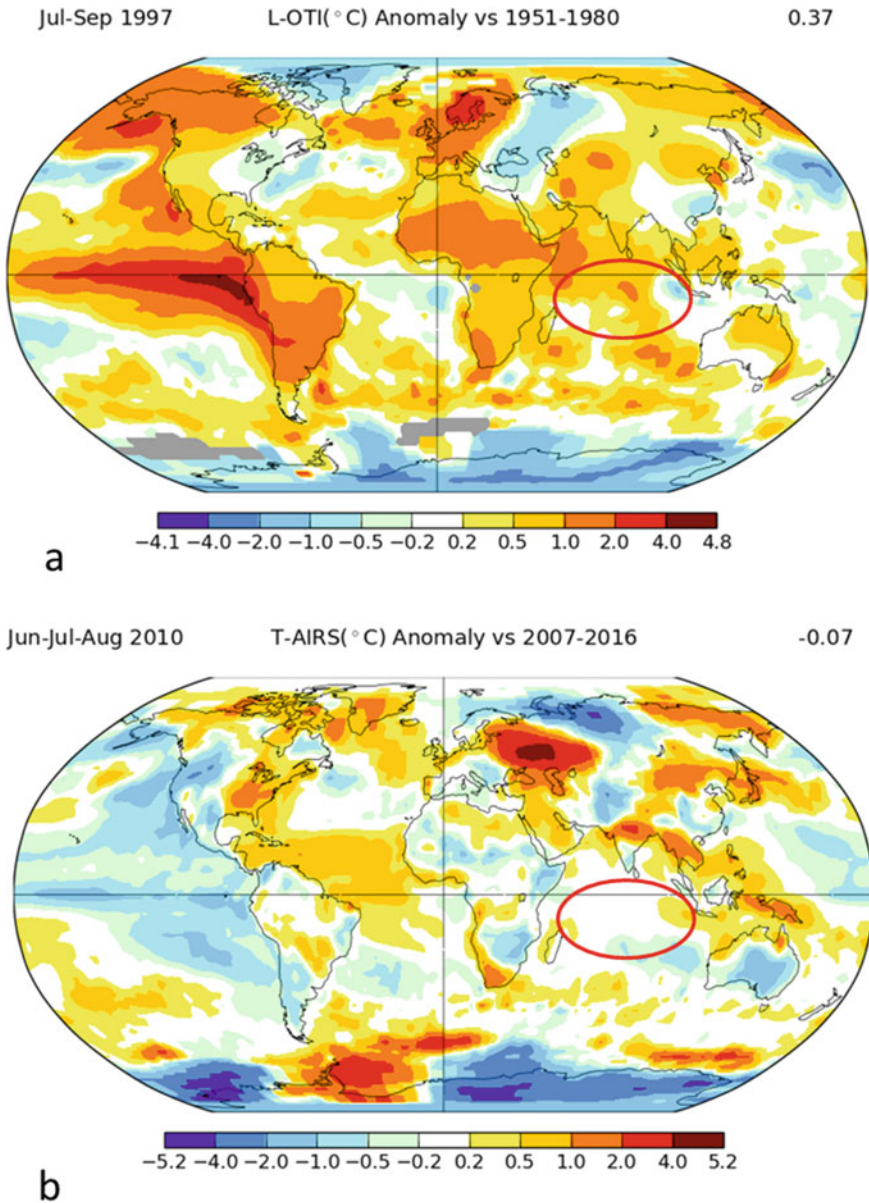 Jul-Sep 1997 L-OTI(°C) Anomaly vs 1951-1980 0.37
−4.1 −4.0 −2.0 −1.0 −0.5 −0.2 0.2 0.5 1.0 2.0 4.0 4.8
a
Jun-Jul-Aug 2010 T-AIRS(°C) Anomaly vs 2007-2016 -0.07
−5.2 −4.0 −2.0 −1.0 −0.5 −0.2 0.2 0.5 1.0 2.0 4.0 5.2
b